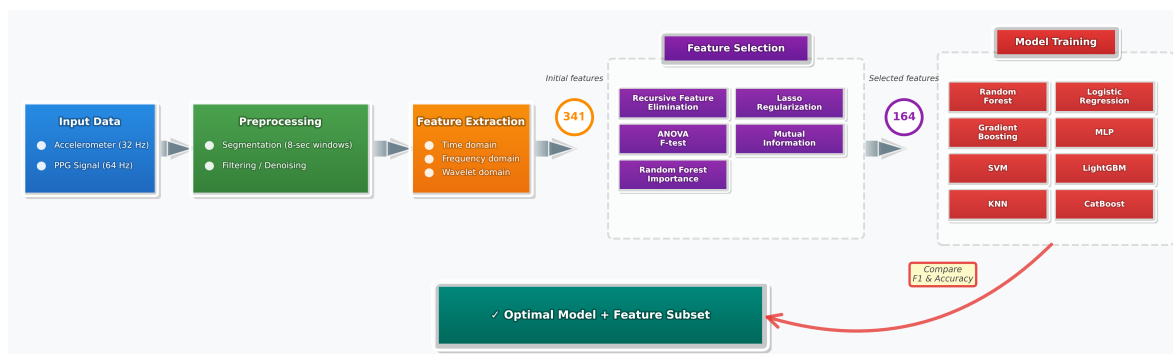 Input Data
Accelerometer (32 Hz)
PPG Signal (64 Hz)
Preprocessing
Segmentation (8-sec windows)
Filtering / Denoising
Feature Extraction
Time domain
Frequency domain
Wavelet domain
Initial features
341
Feature Selection
Recursive Feature
Elimination
Lasso
Regularization
ANOVA
F-test
Mutual
Information
Random Forest
Importance
Selected features
164
Model Training
Random
Forest
Logistic
Regression
Gradient
Boosting
MLP
SVM
LightGBM
KNN
CatBoost
Compare
F1 & Accuracy
✓ Optimal Model + Feature Subset